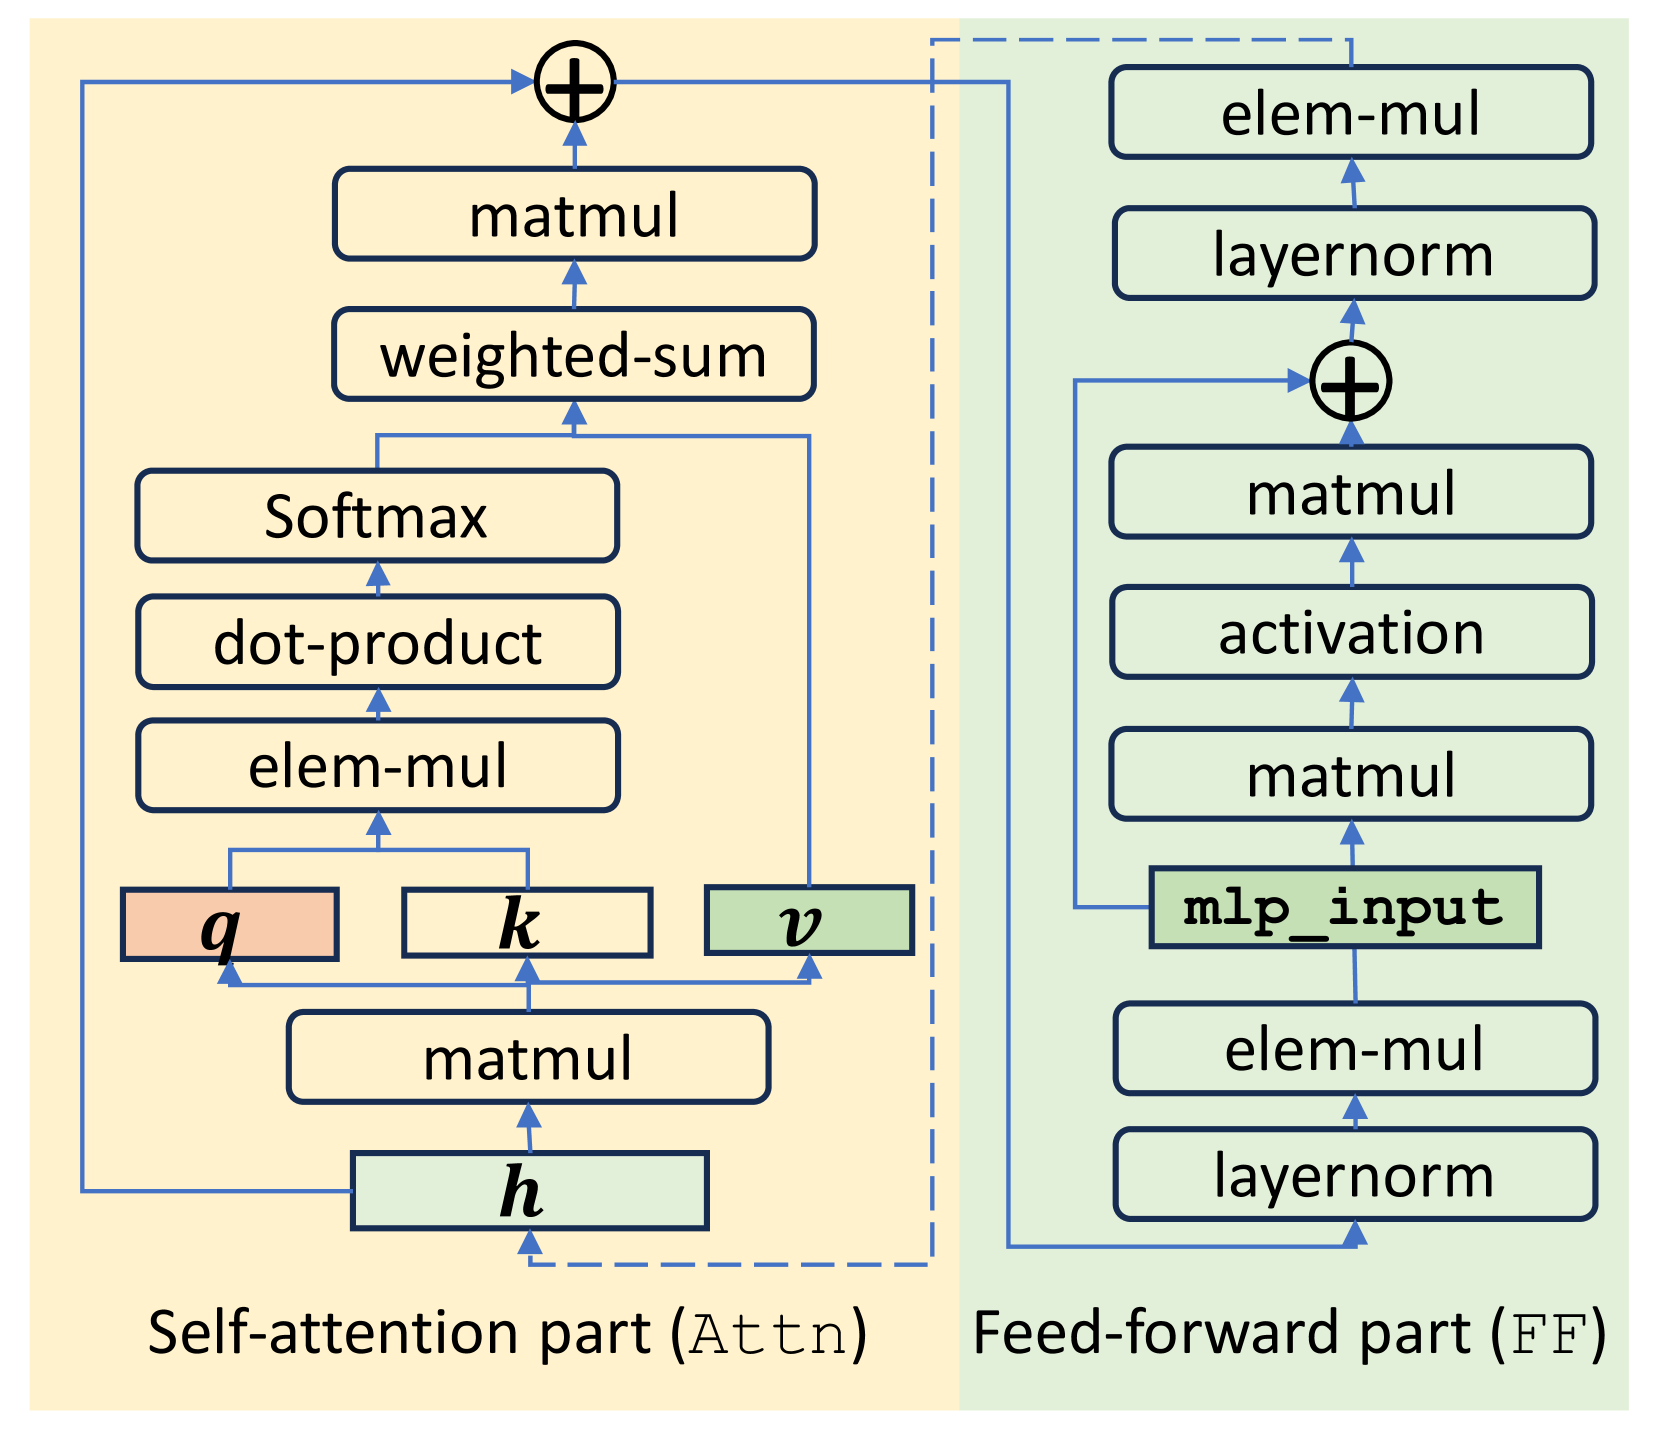 +
matmul
weighted-sum
Softmax
dot-product
elem-mul
q
k
v
matmul
h
Self-attention part (Attn)
elem-mul
layernorm
+
matmul
activation
matmul
mlp_input
elem-mul
layernorm
Feed-forward part (FF)